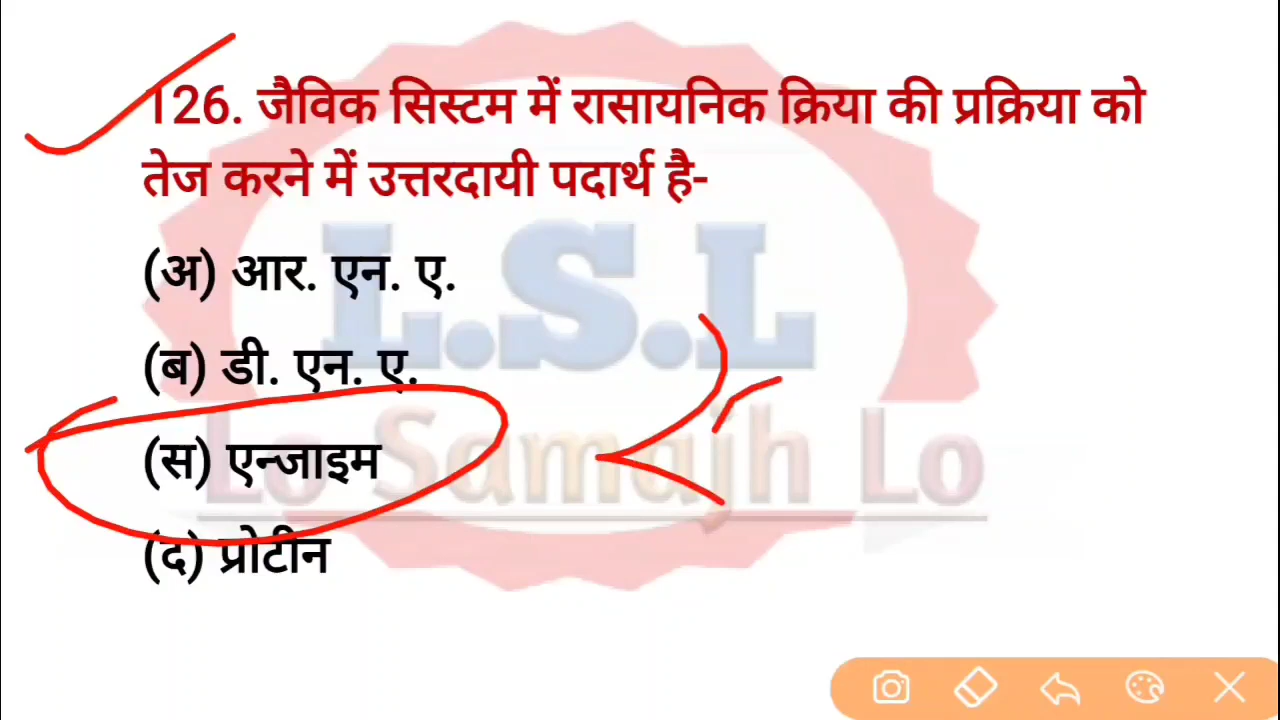 126. जैविक सिस्टम में रासायनिक क्रिया की प्रक्रिया को
तेज करने में उत्तरदायी पदार्थ है-
(अ) आर. एन. ए.
(ब) डी. एन. ए.
(स) एन्जाइम
(द) प्रोटीन
L.S.L
Lo Samajh Lo